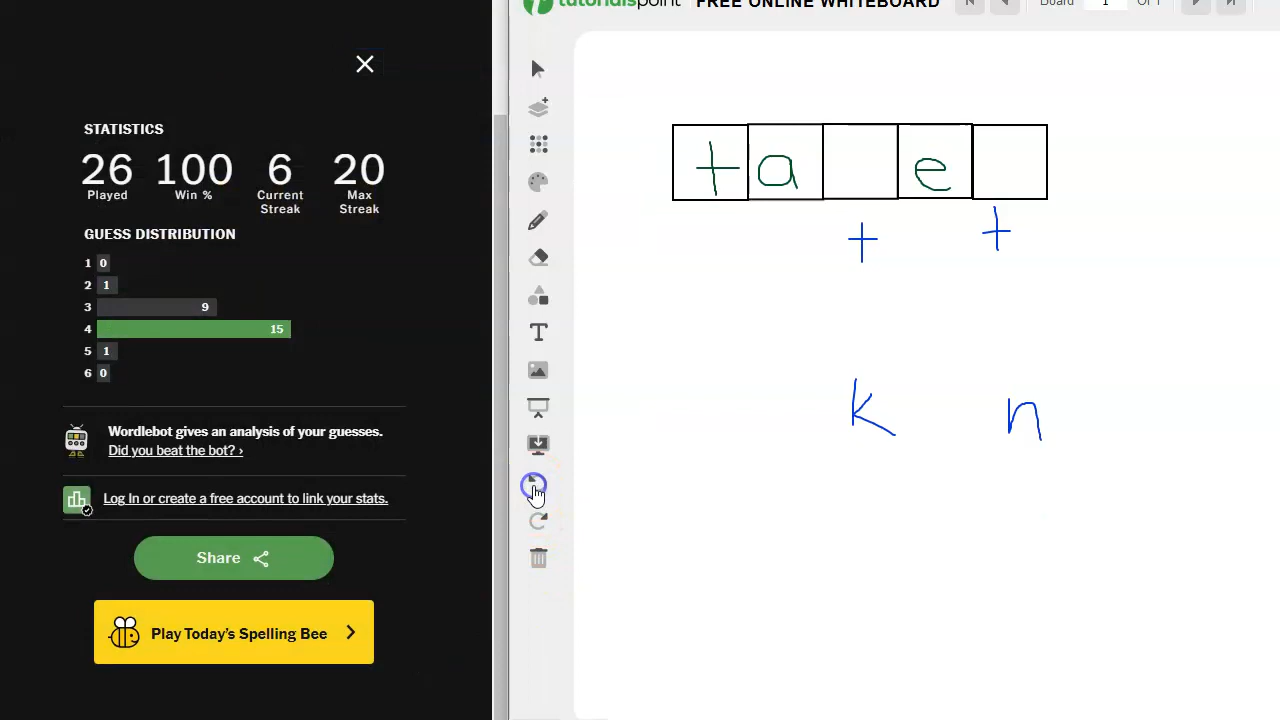 tutorialspoint FREE ONLINE WHITEBOARD
Board 1 Of 1
STATISTICS
26 100 6 20
Played Win % Current Streak Max Streak
GUESS DISTRIBUTION
1 0
2 1
3 9
4 15
5 1
6 0
Wordlebot gives an analysis of your guesses.
Did you beat the bot? ›
Log In or create a free account to link your stats.
Share
Play Today's Spelling Bee
T
t a e
t t
k n